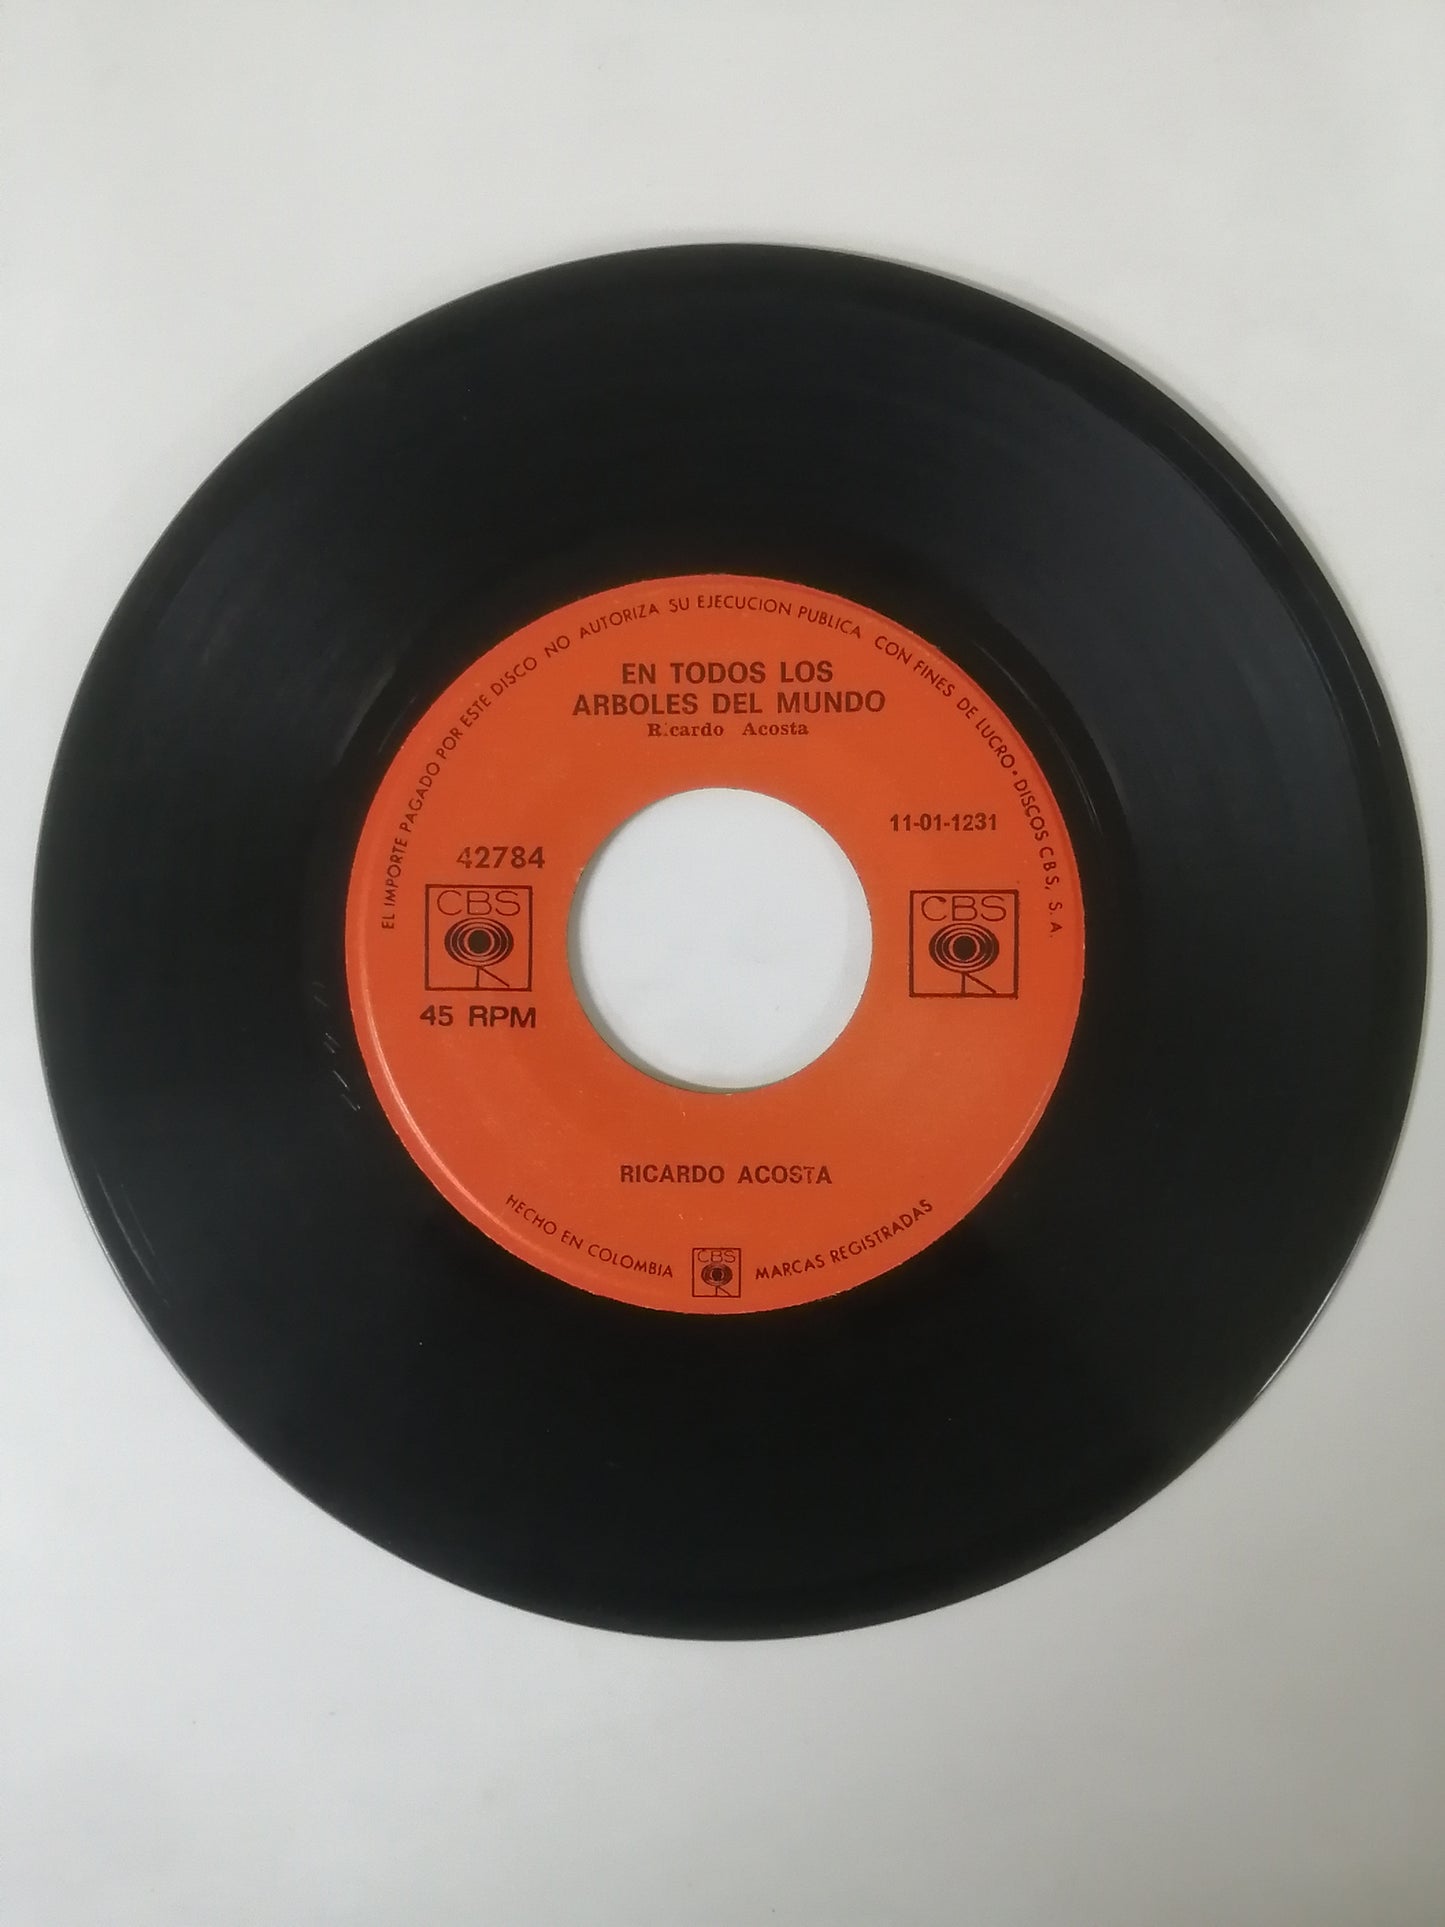 EL IMPORTE PAGADO POR ESTE DISCO NO AUTORIZA SU EJECUCION PUBLICA CON FINES DE LUCRO • DISCOS CBS, S. A.
EN TODOS LOS
ARBOLES DEL MUNDO
Ricardo Acosta
11-01-1231
42784
CBS
CBS
45 RPM
RICARDO ACOSTA
HECHO EN COLOMBIA CBS MARCAS REGISTRADAS